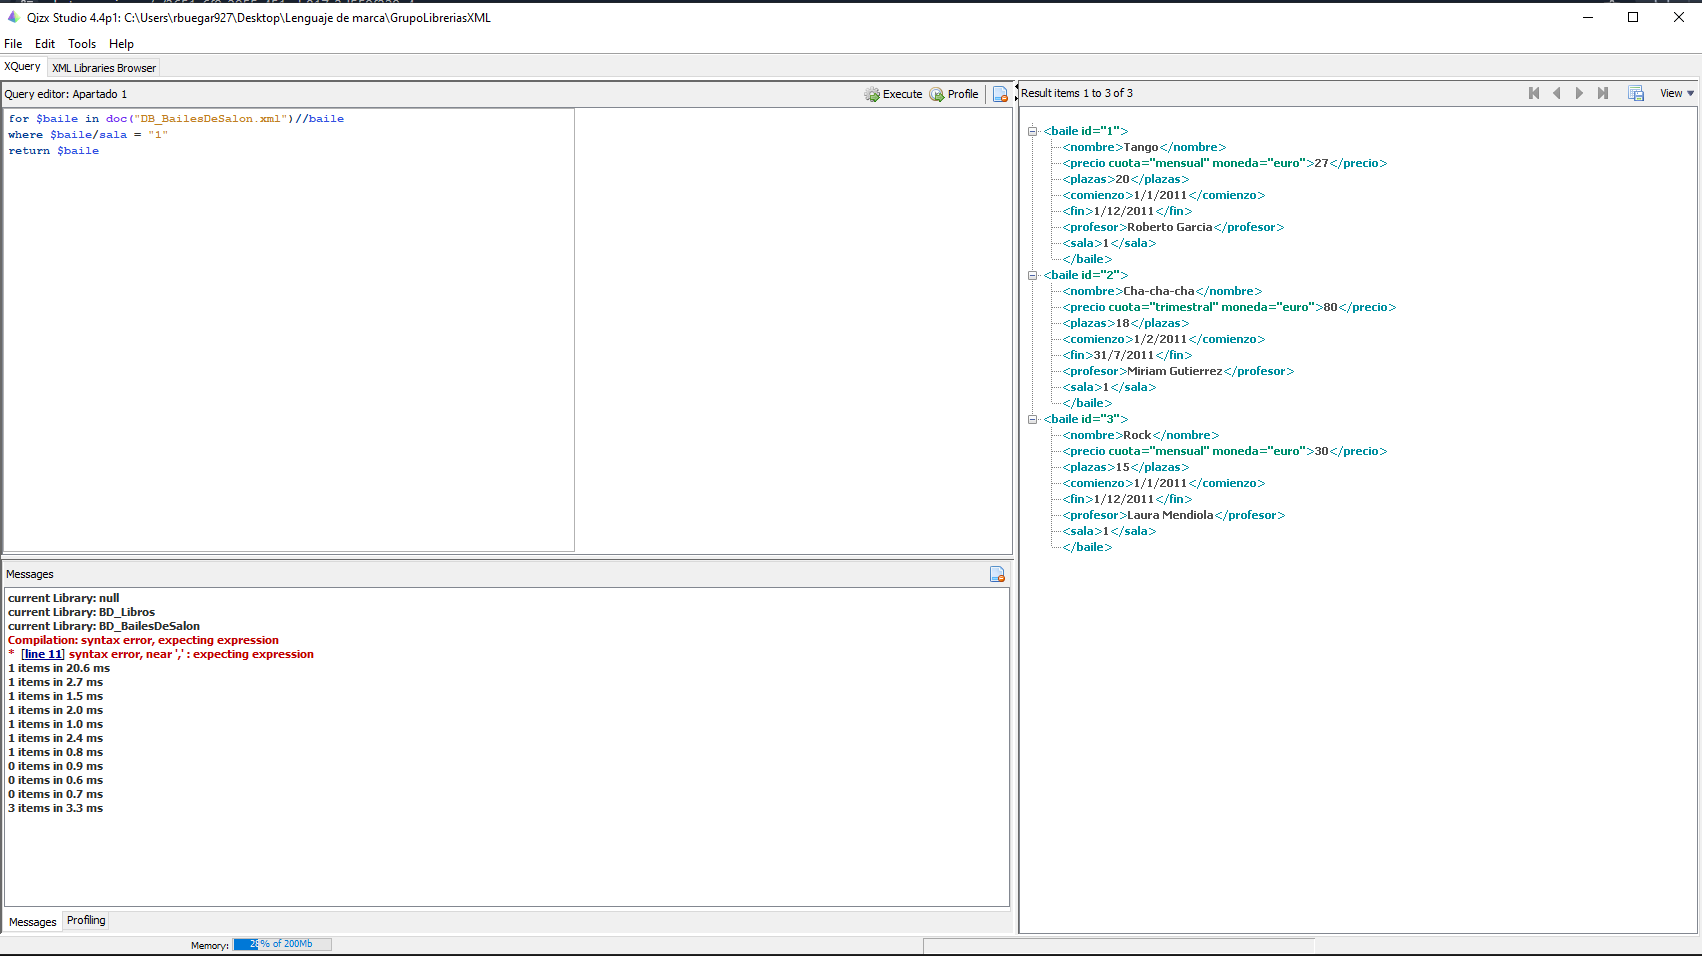 Qizx Studio 4.4p1: C:\Users\rbuegar927\Desktop\Lenguaje de marca\GrupoLibreriasXML
File Edit Tools Help
XQuery XML Libraries Browser
Query editor: Apartado 1 Execute Profile
for $baile in doc("DB_BailesDeSalon.xml")//baile
where $baile/sala = "1"
return $baile
Messages
current Library: null
current Library: BD_Libros
current Library: BD_BailesDeSalon
Compilation: syntax error, expecting expression
* [line 11] syntax error, near ',' : expecting expression
1 items in 20.6 ms
1 items in 2.7 ms
1 items in 1.5 ms
1 items in 2.0 ms
1 items in 1.0 ms
1 items in 2.4 ms
1 items in 0.8 ms
0 items in 0.9 ms
0 items in 0.6 ms
0 items in 0.7 ms
3 items in 3.3 ms
Messages Profiling
Memory: 28% of 200Mb
Result items 1 to 3 of 3 View
<baile id="1">
<nombre>Tango</nombre>
<precio cuota="mensual" moneda="euro">27</precio>
<plazas>20</plazas>
<comienzo>1/1/2011</comienzo>
<fin>1/12/2011</fin>
<profesor>Roberto Garcia</profesor>
<sala>1</sala>
</baile>
<baile id="2">
<nombre>Cha-cha-cha</nombre>
<precio cuota="trimestral" moneda="euro">80</precio>
<plazas>18</plazas>
<comienzo>1/2/2011</comienzo>
<fin>31/7/2011</fin>
<profesor>Miriam Gutierrez</profesor>
<sala>1</sala>
</baile>
<baile id="3">
<nombre>Rock</nombre>
<precio cuota="mensual" moneda="euro">30</precio>
<plazas>15</plazas>
<comienzo>1/1/2011</comienzo>
<fin>1/12/2011</fin>
<profesor>Laura Mendiola</profesor>
<sala>1</sala>
</baile>